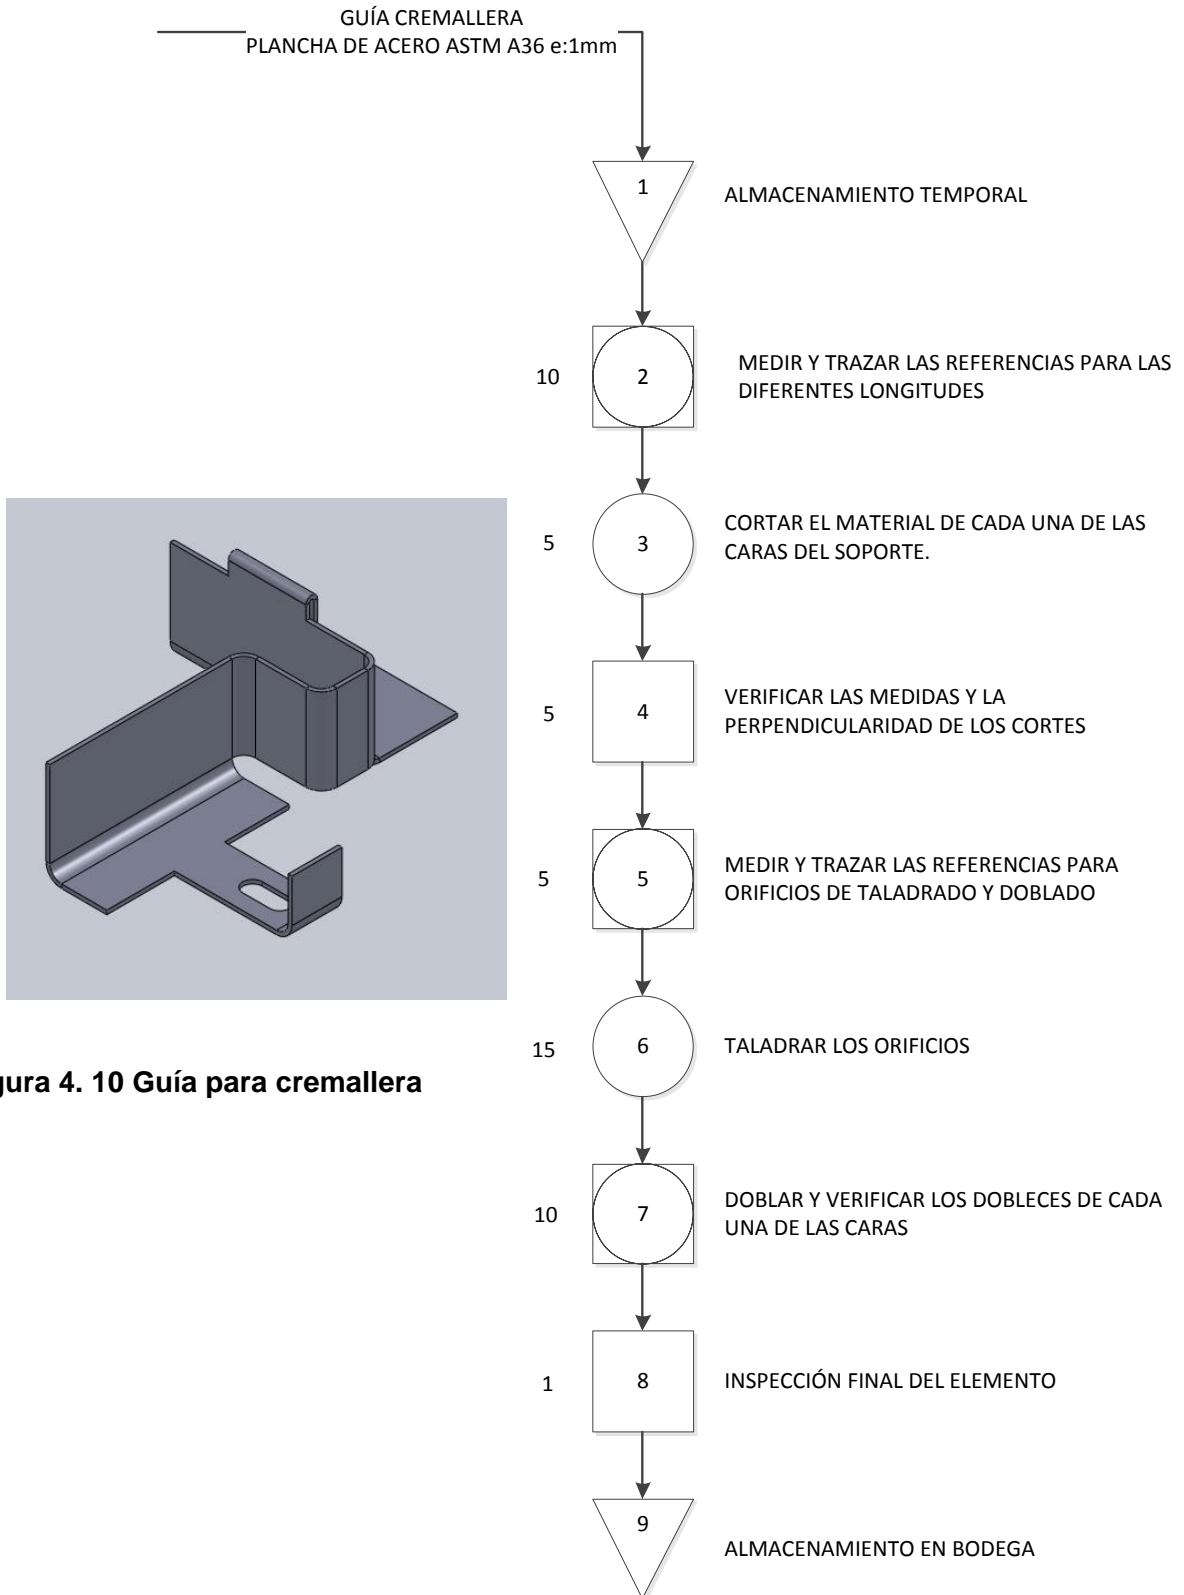 GUÍA CREMALLERA
PLANCHA DE ACERO ASTM A36 e:1mm
1
ALMACENAMIENTO TEMPORAL
10
2
MEDIR Y TRAZAR LAS REFERENCIAS PARA LAS
DIFERENTES LONGITUDES
5
3
CORTAR EL MATERIAL DE CADA UNA DE LAS
CARAS DEL SOPORTE.
5
4
VERIFICAR LAS MEDIDAS Y LA
PERPENDICULARIDAD DE LOS CORTES
5
5
MEDIR Y TRAZAR LAS REFERENCIAS PARA
ORIFICIOS DE TALADRADO Y DOBLADO
15
6
TALADRAR LOS ORIFICIOS
gura 4. 10 Guía para cremallera
10
7
DOBLAR Y VERIFICAR LOS DOBLECES DE CADA
UNA DE LAS CARAS
1
8
INSPECCIÓN FINAL DEL ELEMENTO
9
ALMACENAMIENTO EN BODEGA